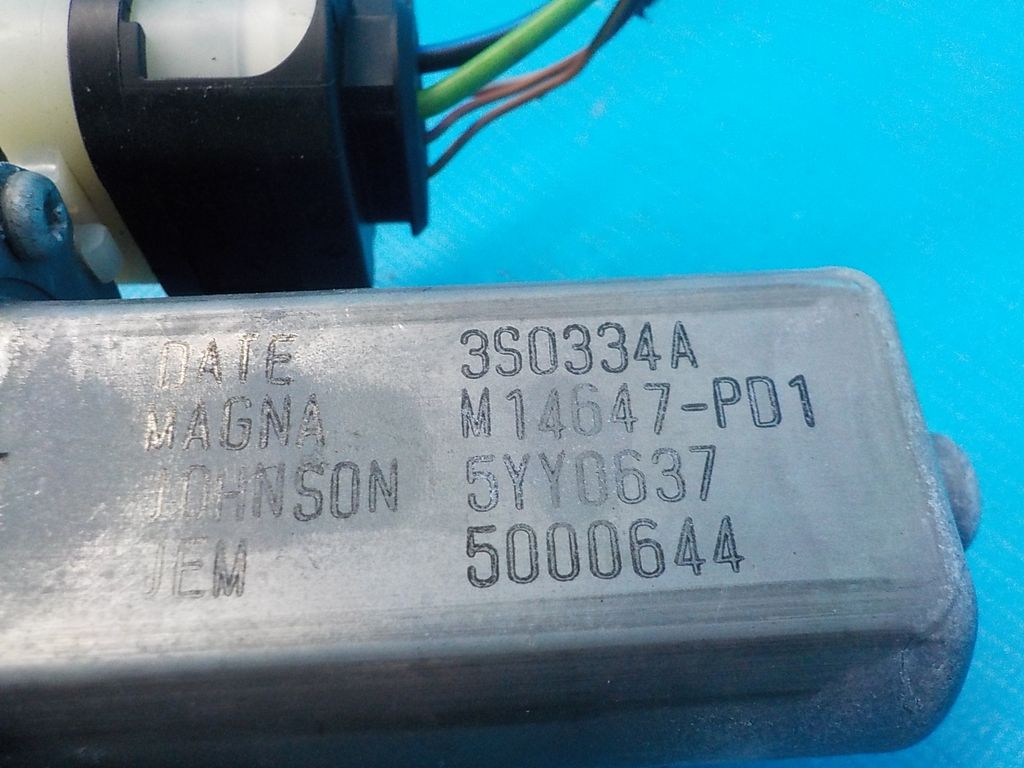 DATE 3S0334A
MAGNA M14647-PD1
JOHNSON 5YY0637
JEM 5000644